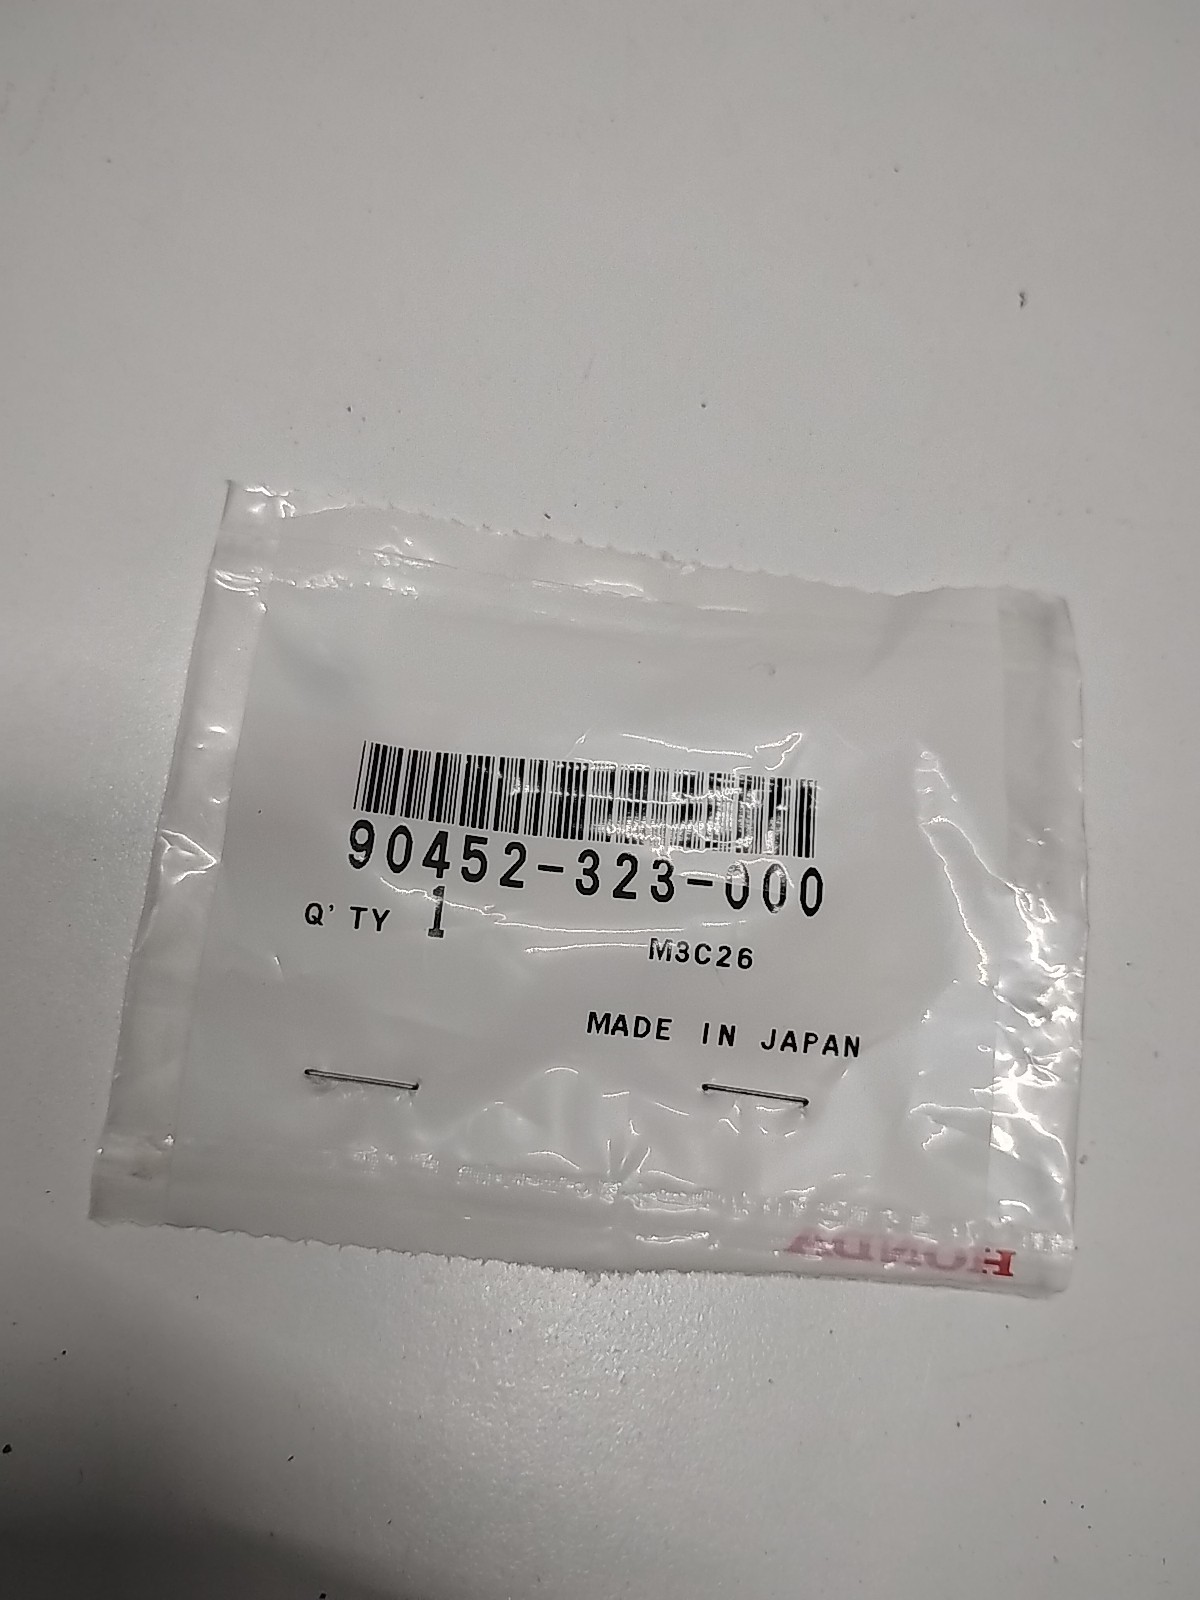 90452-323-000
Q'TY 1
M3C26
MADE IN JAPAN
HONDA